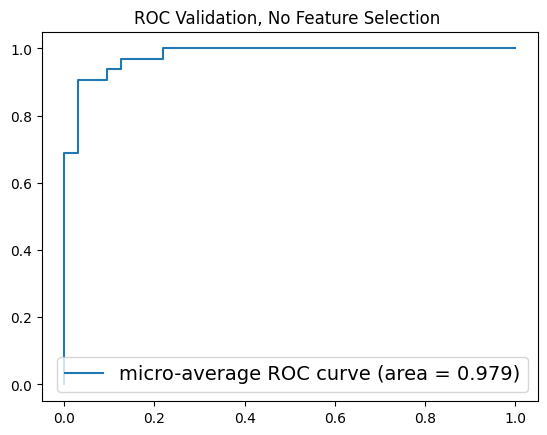 ROC Validation, No Feature Selection
1.0
0.8
0.6
0.4
0.2
0.0
micro-average ROC curve (area = 0.979)
0.0 0.2 0.4 0.6 0.8 1.0